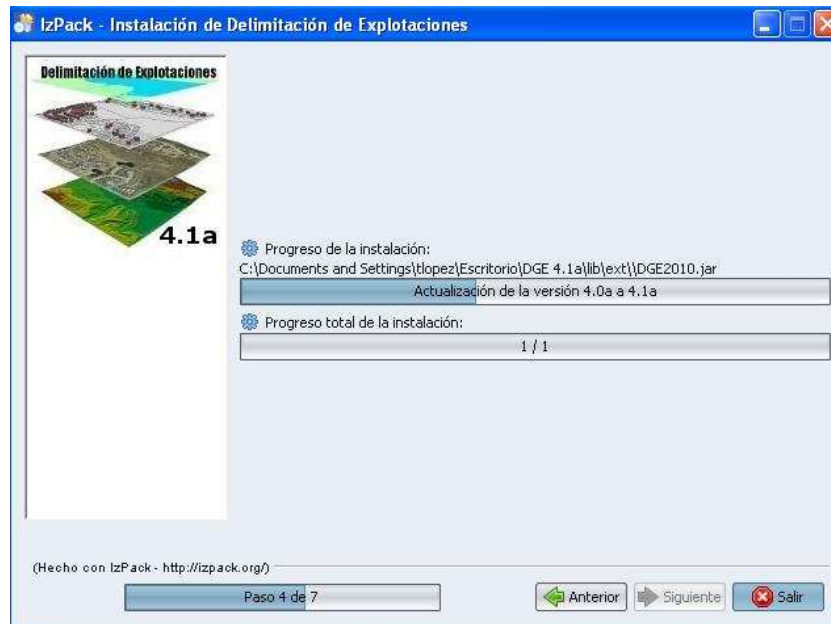 IzPack - Instalación de Delimitación de Explotaciones
Delimitación de Explotaciones
4.1a
Progreso de la instalación:
C:\Documents and Settings\tlopez\Escritorio\DGE 4.1a\lib\ext\\DGE2010.jar
Actualización de la versión 4.0a a 4.1a
Progreso total de la instalación:
1 / 1
(Hecho con IzPack - http://izpack.org/)
Paso 4 de 7
Anterior
Siguiente
Salir